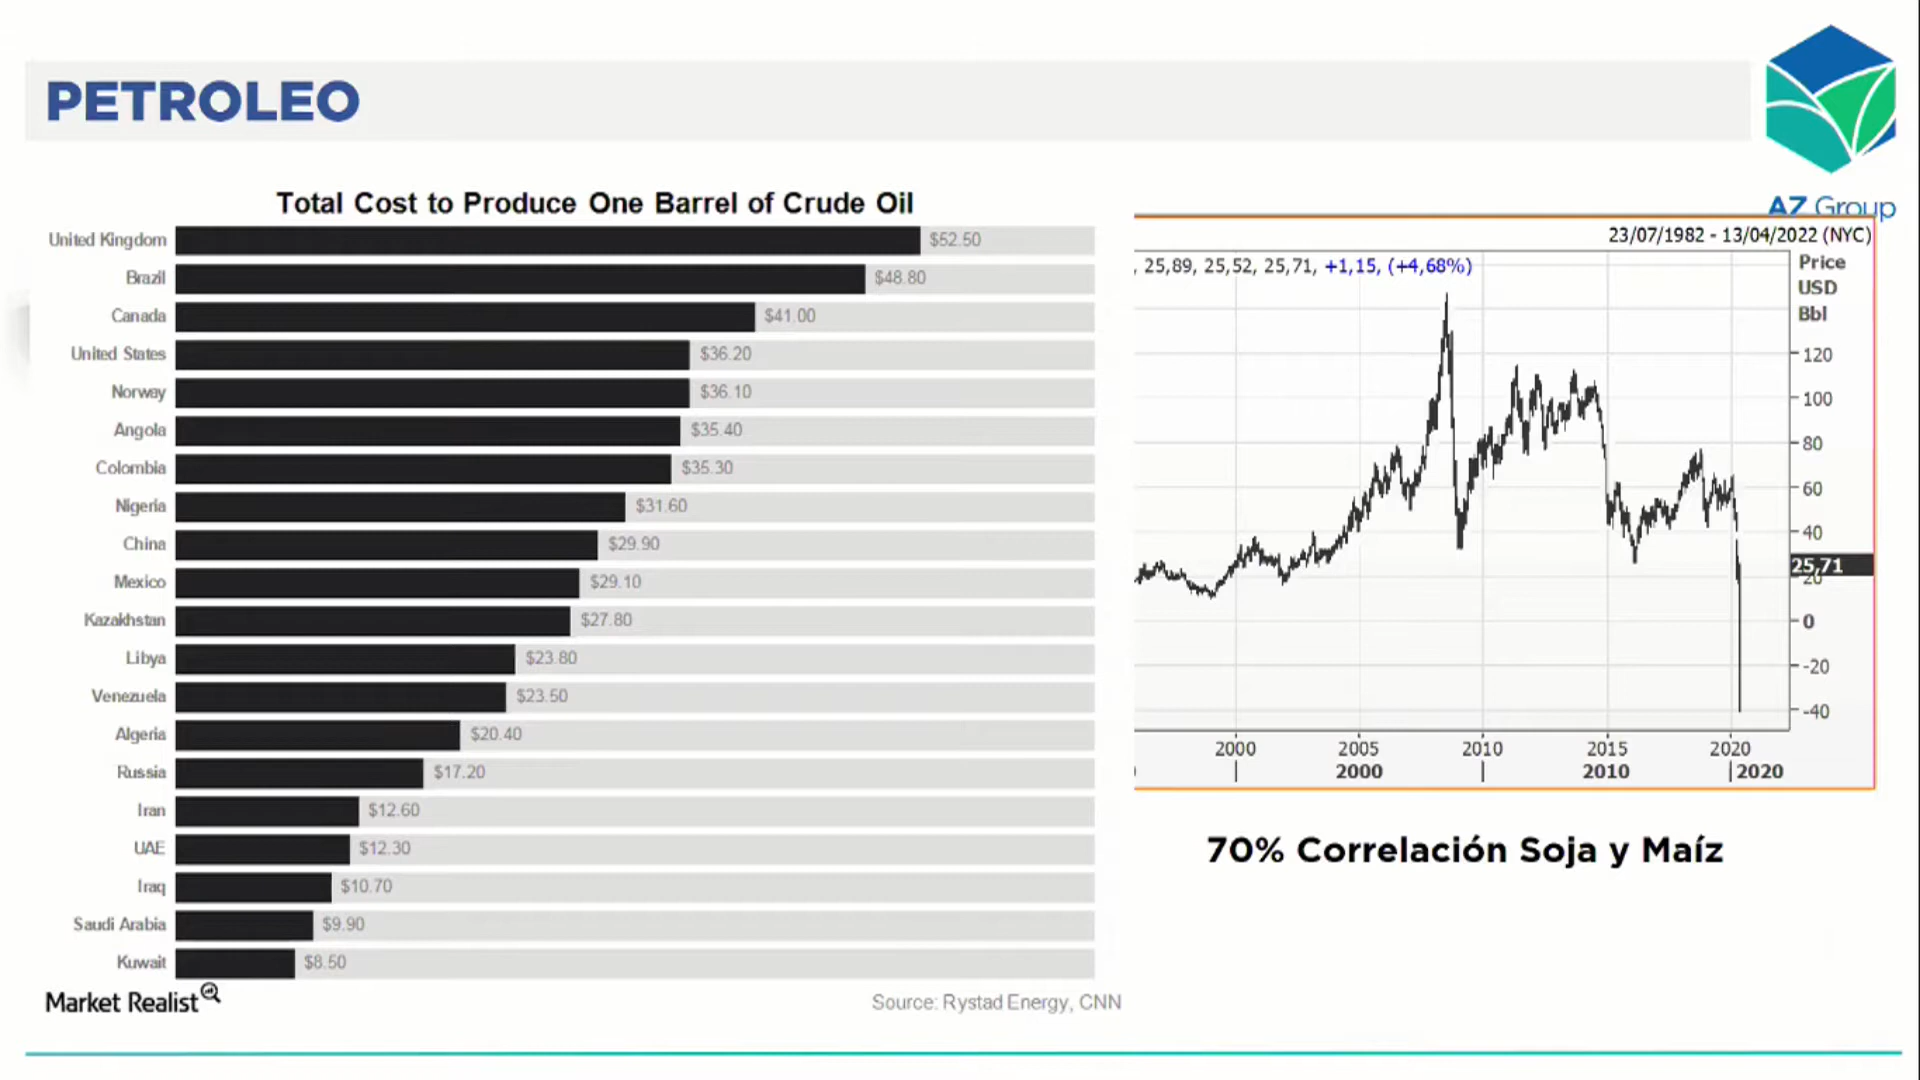 PETROLEO
AZ Group
Total Cost to Produce One Barrel of Crude Oil
United Kingdom $52.50
Brazil $48.80
Canada $41.00
United States $36.20
Norway $36.10
Angola $35.40
Colombia $35.30
Nigeria $31.60
China $29.90
Mexico $29.10
Kazakhstan $27.80
Libya $23.80
Venezuela $23.50
Algeria $20.40
Russia $17.20
Iran $12.60
UAE $12.30
Iraq $10.70
Saudi Arabia $9.90
Kuwait $8.50
Market Realist
Source: Rystad Energy, CNN
23/07/1982 - 13/04/2022 (NYC)
, 25,89, 25,52, 25,71, +1,15, (+4,68%)
Price
USD
Bbl
120
100
80
60
40
25,71
20
0
-20
-40
2000 2005 2010 2015 2020
2000 2010 2020
70% Correlación Soja y Maíz